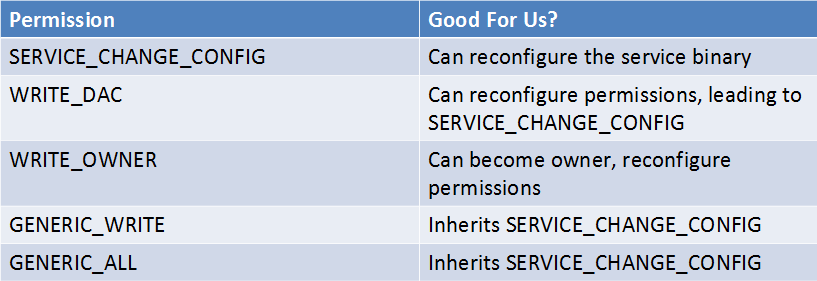 Permission
Good For Us?
SERVICE_CHANGE_CONFIG
Can reconfigure the service binary
WRITE_DAC
Can reconfigure permissions, leading to
SERVICE_CHANGE_CONFIG
WRITE_OWNER
Can become owner, reconfigure
permissions
GENERIC_WRITE
Inherits SERVICE_CHANGE_CONFIG
GENERIC_ALL
Inherits SERVICE_CHANGE_CONFIG